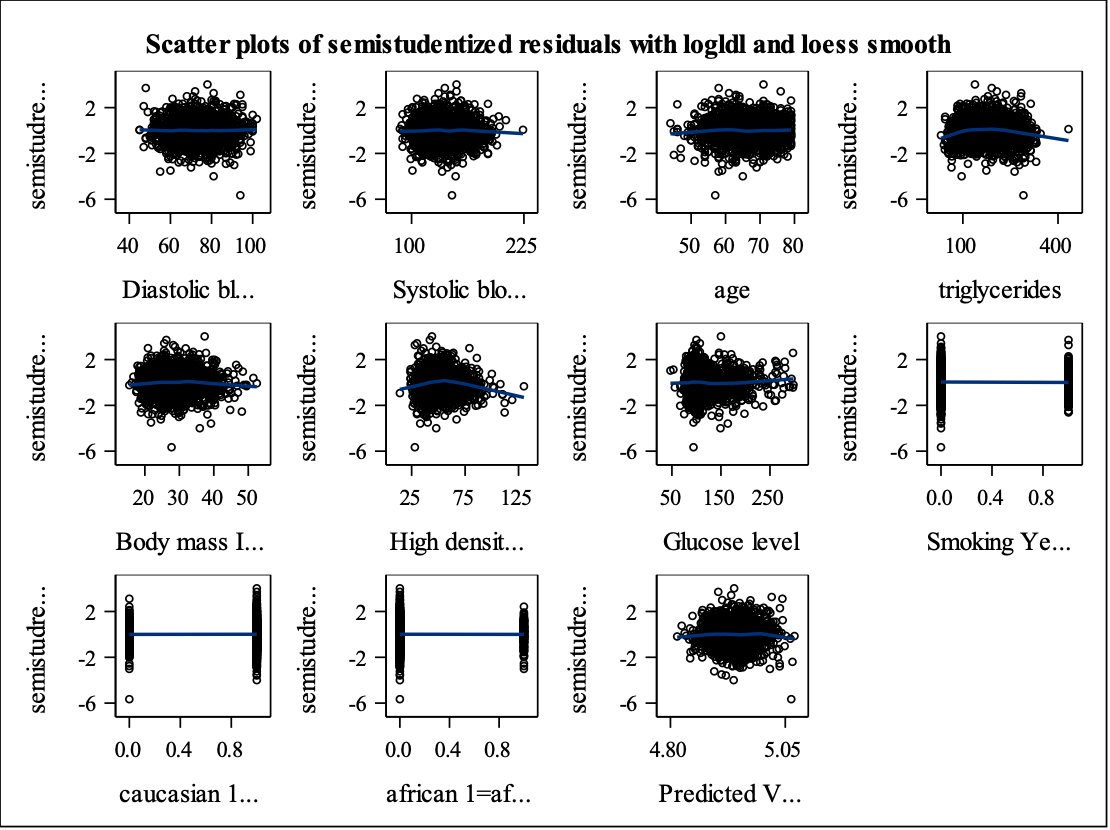 Scatter plots of semistudentized residuals with logldl and loess smooth
semistudre...
2
-2
-6
40 60 80 100
Diastolic bl...
semistudre...
2
-2
-6
100 225
Systolic blo...
semistudre...
2
-2
-6
50 60 70 80
age
semistudre...
2
-2
-6
100 400
triglycerides
semistudre...
2
-2
-6
20 30 40 50
Body mass I...
semistudre...
2
-2
-6
25 75 125
High densit...
semistudre...
2
-2
-6
50 150 250
Glucose level
semistudre...
2
-2
-6
0.0 0.4 0.8
Smoking Ye...
semistudre...
2
-2
-6
0.0 0.4 0.8
caucasian 1...
semistudre...
2
-2
-6
0.0 0.4 0.8
african 1=af...
semistudre...
2
-2
-6
4.80 5.05
Predicted V...